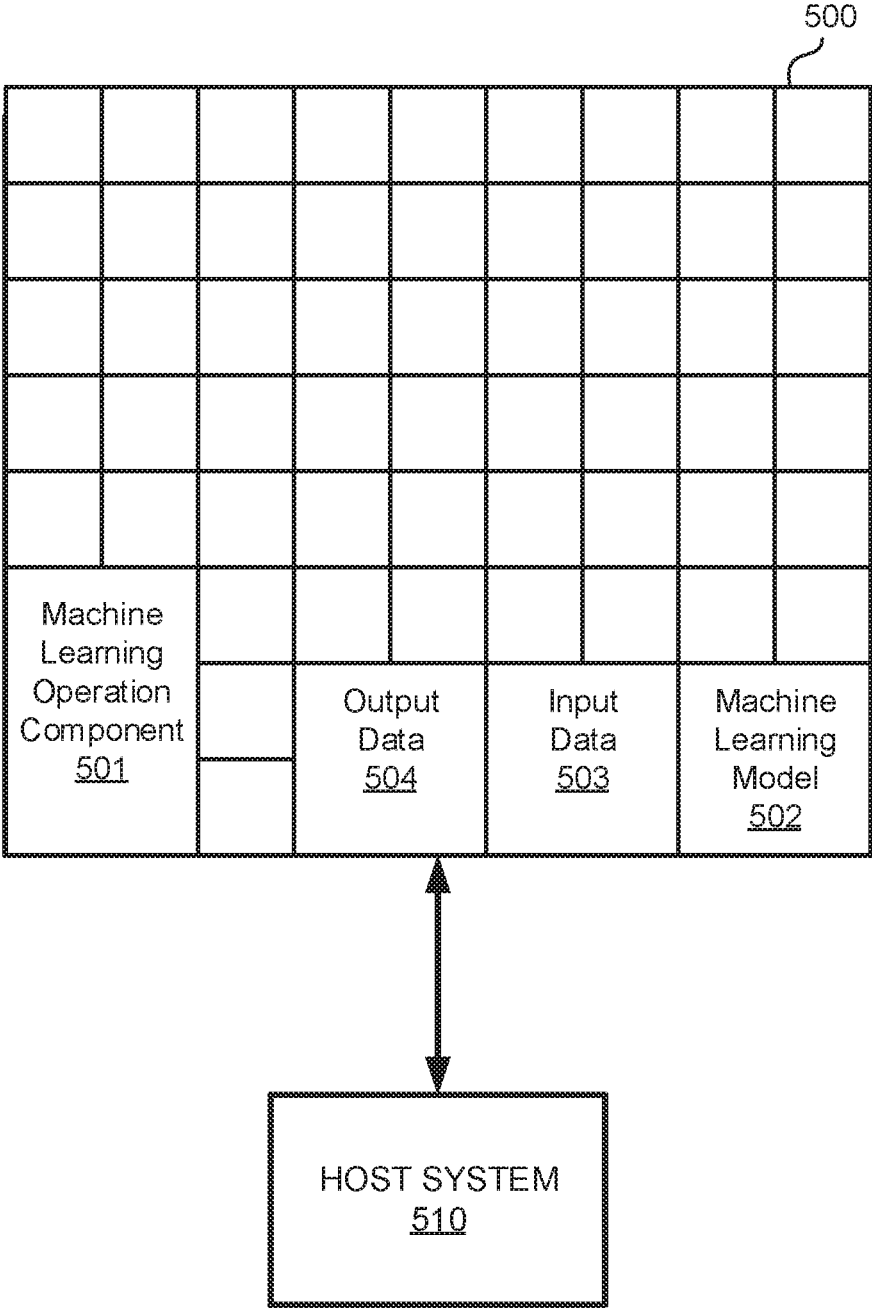 500
Machine
Learning
Operation
Component
501
Output
Data
504
Input
Data
503
Machine
Learning
Model
502
HOST SYSTEM
510